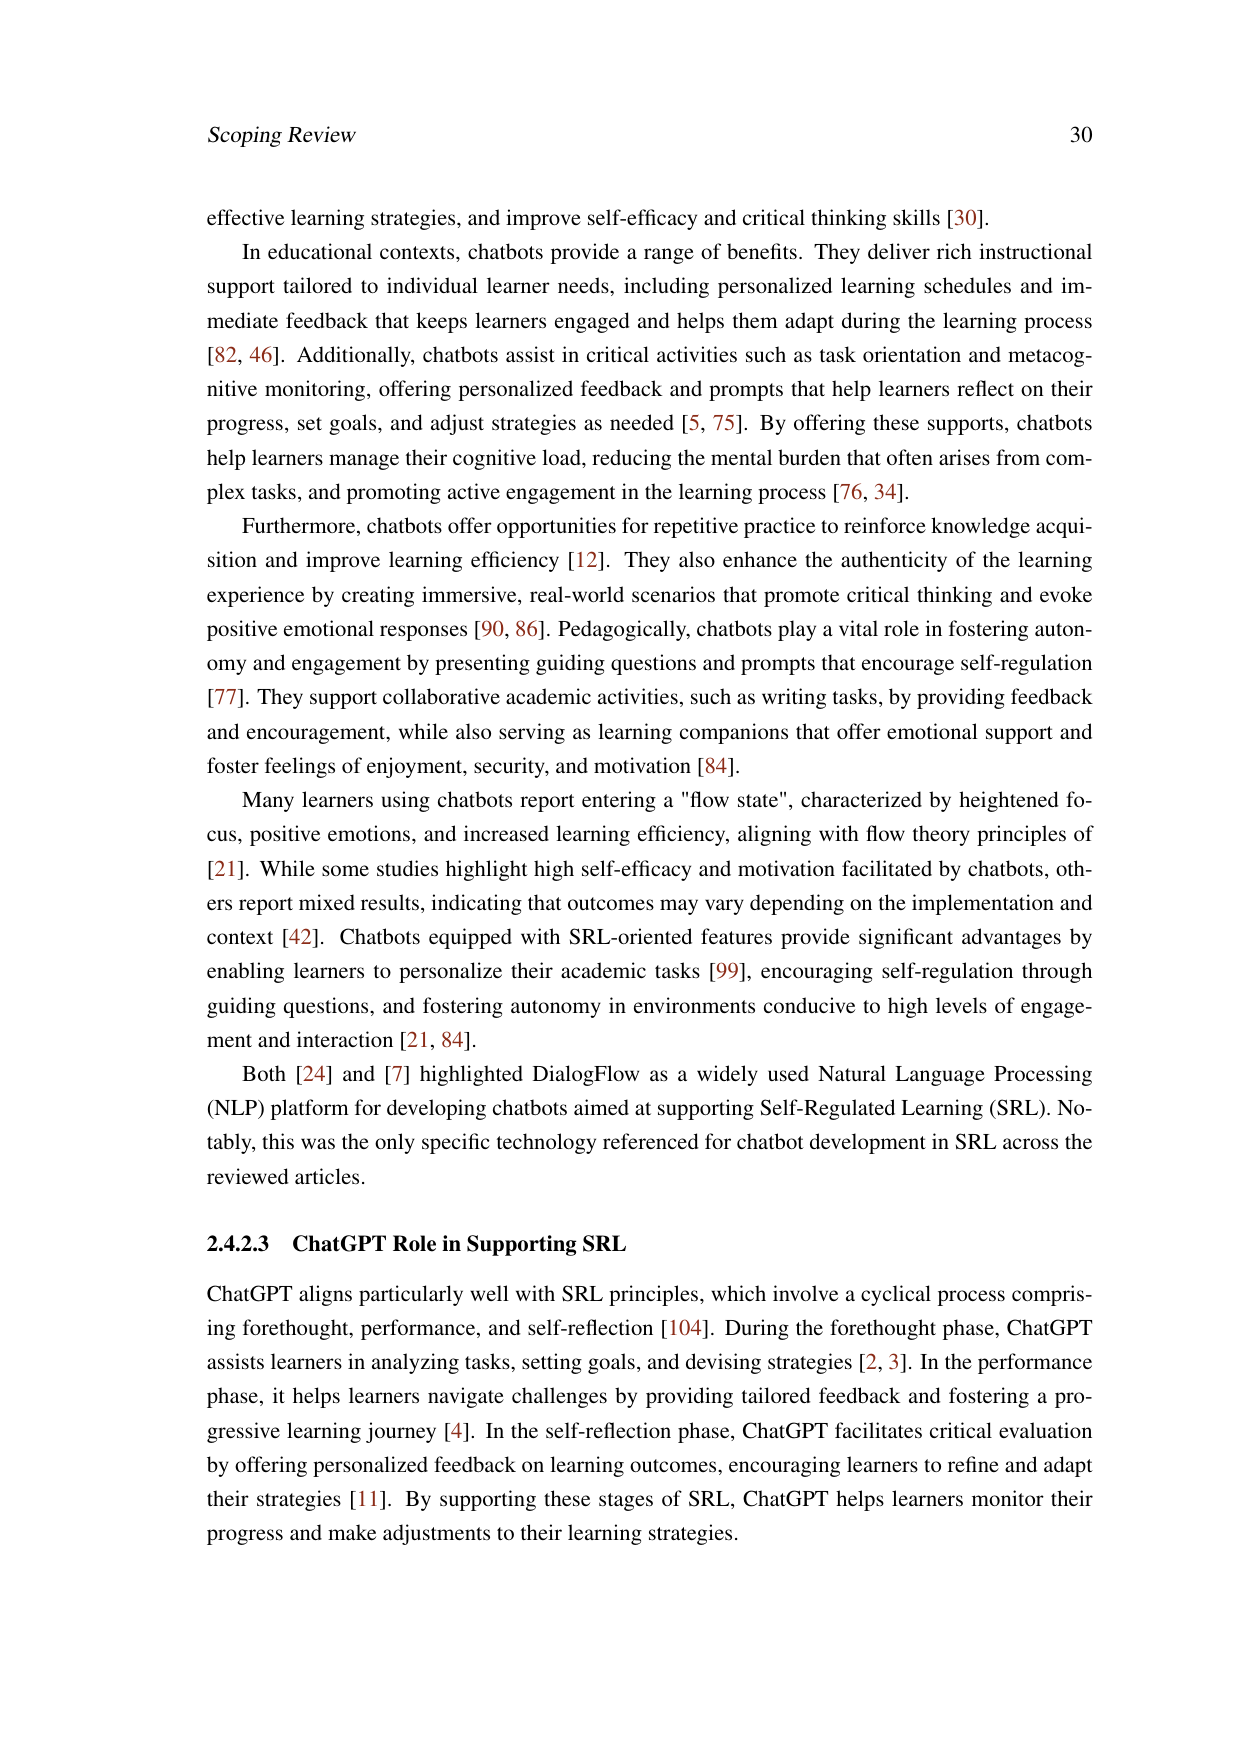 Scoping Review 30
effective learning strategies, and improve self-efficacy and critical thinking skills [30].
In educational contexts, chatbots provide a range of benefits. They deliver rich instructional
support tailored to individual learner needs, including personalized learning schedules and im-
mediate feedback that keeps learners engaged and helps them adapt during the learning process
[82, 46]. Additionally, chatbots assist in critical activities such as task orientation and metacog-
nitive monitoring, offering personalized feedback and prompts that help learners reflect on their
progress, set goals, and adjust strategies as needed [5, 75]. By offering these supports, chatbots
help learners manage their cognitive load, reducing the mental burden that often arises from com-
plex tasks, and promoting active engagement in the learning process [76, 34].
Furthermore, chatbots offer opportunities for repetitive practice to reinforce knowledge acqui-
sition and improve learning efficiency [12]. They also enhance the authenticity of the learning
experience by creating immersive, real-world scenarios that promote critical thinking and evoke
positive emotional responses [90, 86]. Pedagogically, chatbots play a vital role in fostering auton-
omy and engagement by presenting guiding questions and prompts that encourage self-regulation
[77]. They support collaborative academic activities, such as writing tasks, by providing feedback
and encouragement, while also serving as learning companions that offer emotional support and
foster feelings of enjoyment, security, and motivation [84].
Many learners using chatbots report entering a "flow state", characterized by heightened fo-
cus, positive emotions, and increased learning efficiency, aligning with flow theory principles of
[21]. While some studies highlight high self-efficacy and motivation facilitated by chatbots, oth-
ers report mixed results, indicating that outcomes may vary depending on the implementation and
context [42]. Chatbots equipped with SRL-oriented features provide significant advantages by
enabling learners to personalize their academic tasks [99], encouraging self-regulation through
guiding questions, and fostering autonomy in environments conducive to high levels of engage-
ment and interaction [21, 84].
Both [24] and [7] highlighted DialogFlow as a widely used Natural Language Processing
(NLP) platform for developing chatbots aimed at supporting Self-Regulated Learning (SRL). No-
tably, this was the only specific technology referenced for chatbot development in SRL across the
reviewed articles.
2.4.2.3 ChatGPT Role in Supporting SRL
ChatGPT aligns particularly well with SRL principles, which involve a cyclical process compris-
ing forethought, performance, and self-reflection [104]. During the forethought phase, ChatGPT
assists learners in analyzing tasks, setting goals, and devising strategies [2, 3]. In the performance
phase, it helps learners navigate challenges by providing tailored feedback and fostering a pro-
gressive learning journey [4]. In the self-reflection phase, ChatGPT facilitates critical evaluation
by offering personalized feedback on learning outcomes, encouraging learners to refine and adapt
their strategies [11]. By supporting these stages of SRL, ChatGPT helps learners monitor their
progress and make adjustments to their learning strategies.